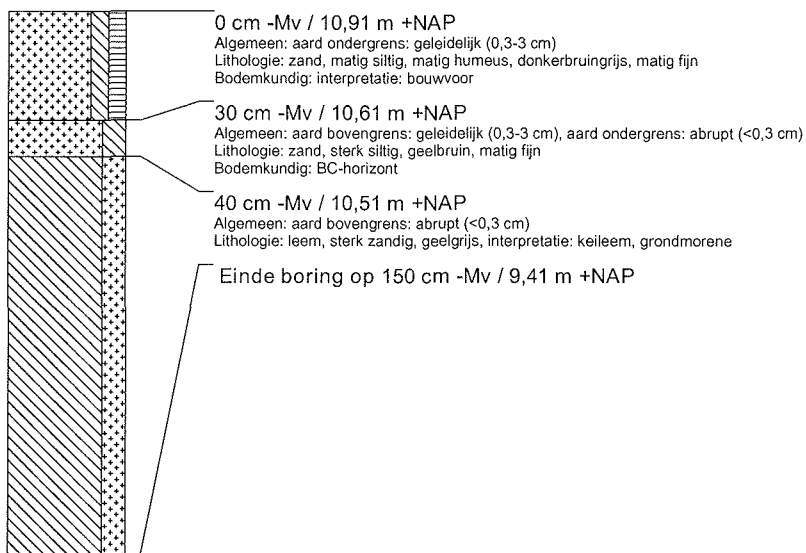 0 cm -Mv / 10,91 m +NAP
Algemeen: aard ondergrens: geleidelijk (0,3-3 cm)
Lithologie: zand, matig siltig, matig humeus, donkerbruingrijs, matig fijn
Bodemkundig: interpretatie: bouwvoor
30 cm -Mv / 10,61 m +NAP
Algemeen: aard bovengrens: geleidelijk (0,3-3 cm), aard ondergrens: abrupt (<0,3 cm)
Lithologie: zand, sterk siltig, geelbruin, matig fijn
Bodemkundig: BC-horizont
40 cm -Mv / 10,51 m +NAP
Algemeen: aard bovengrens: abrupt (<0,3 cm)
Lithologie: leem, sterk zandig, geelgrijs, interpretatie: keileem, grondmorene
Einde boring op 150 cm -Mv / 9,41 m +NAP